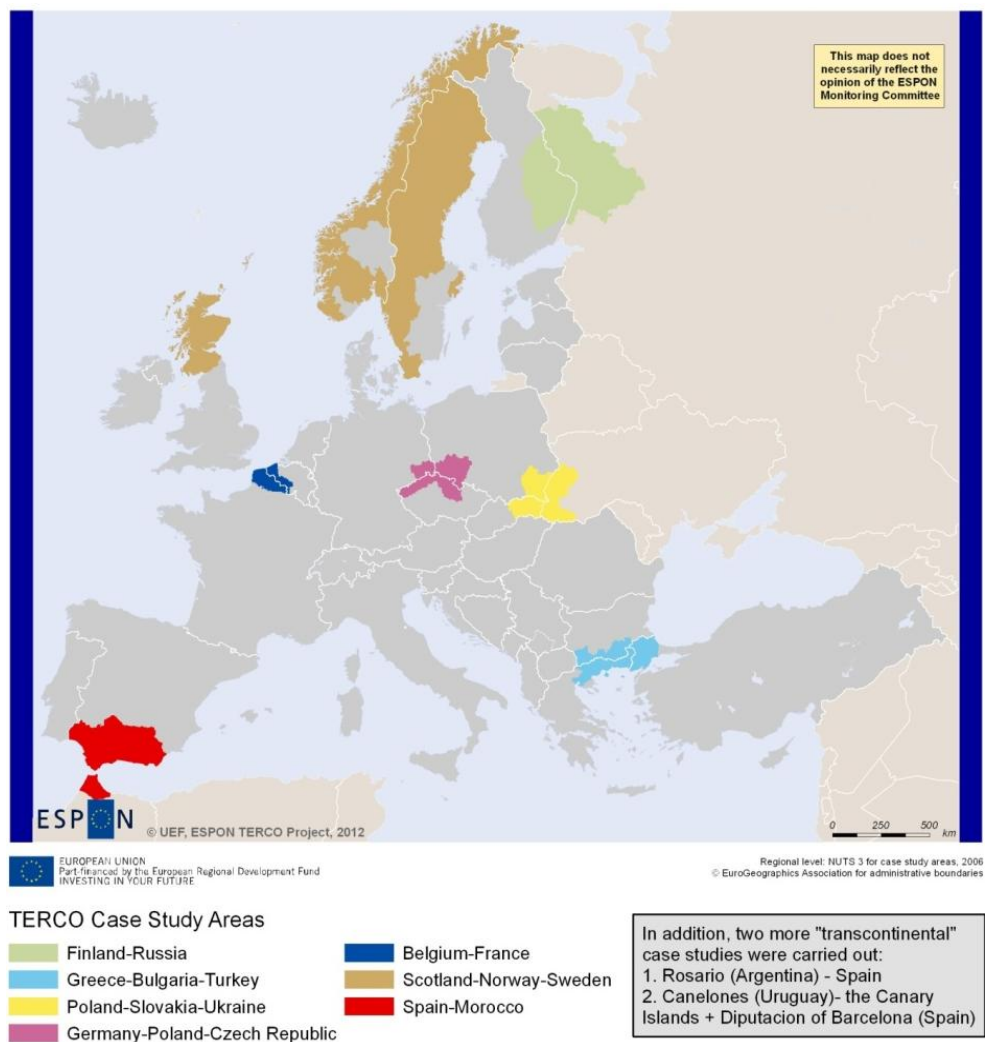 This map does not
necessarily reflect the
opinion of the ESPON
Monitoring Committee
ESPON
© UEF, ESPON TERCO Project, 2012
0 250 500
km
EUROPEAN UNION
Part-financed by the European Regional Development Fund
INVESTING IN YOUR FUTURE
Regional level: NUTS 3 for case study areas, 2006
© EuroGeographics Association for administrative boundaries
TERCO Case Study Areas
Finland-Russia
Greece-Bulgaria-Turkey
Poland-Slovakia-Ukraine
Germany-Poland-Czech Republic
Belgium-France
Scotland-Norway-Sweden
Spain-Morocco
In addition, two more "transcontinental"
case studies were carried out:
1. Rosario (Argentina) - Spain
2. Canelones (Uruguay)- the Canary
Islands + Diputacion of Barcelona (Spain)